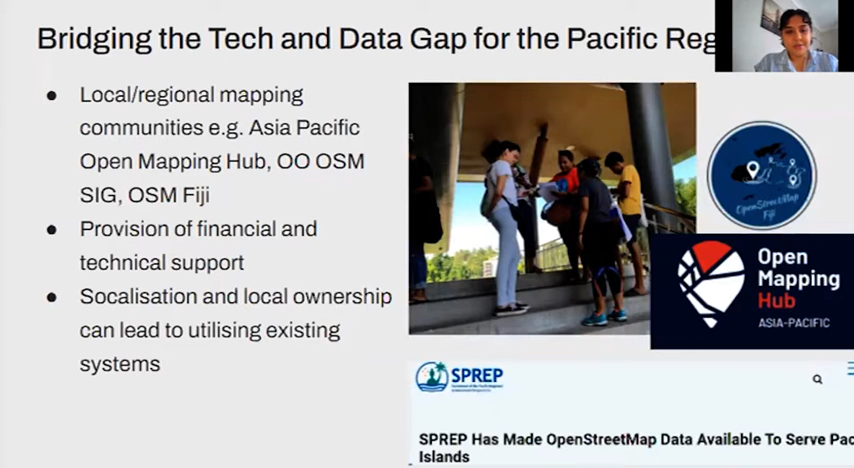 Bridging the Tech and Data Gap for the Pacific Reg
● Local/regional mapping
communities e.g. Asia Pacific
Open Mapping Hub, OO OSM
SIG, OSM Fiji
● Provision of financial and
technical support
● Socalisation and local ownership
can lead to utilising existing
systems
OpenStreetMap
Fiji
Open
Mapping
Hub
ASIA-PACIFIC
SPREP
SPREP Has Made OpenStreetMap Data Available To Serve Pac
Islands